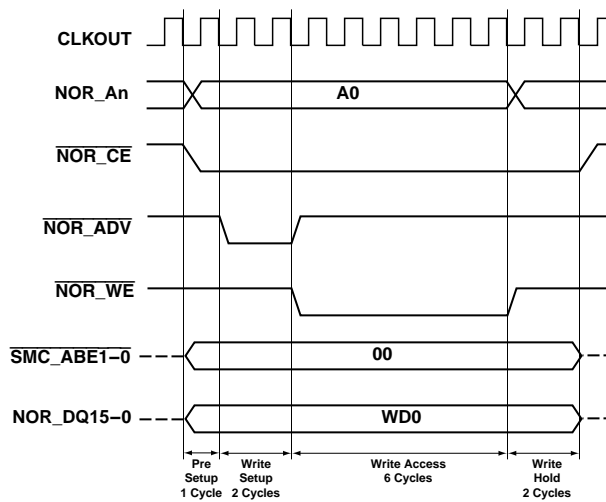 CLKOUT
NOR_An
A0
NOR_CE
NOR_ADV
NOR_WE
SMC_ABE1–0
00
NOR_DQ15–0
WD0
Pre
Setup
1 Cycle
Write
Setup
2 Cycles
Write Access
6 Cycles
Write
Hold
2 Cycles